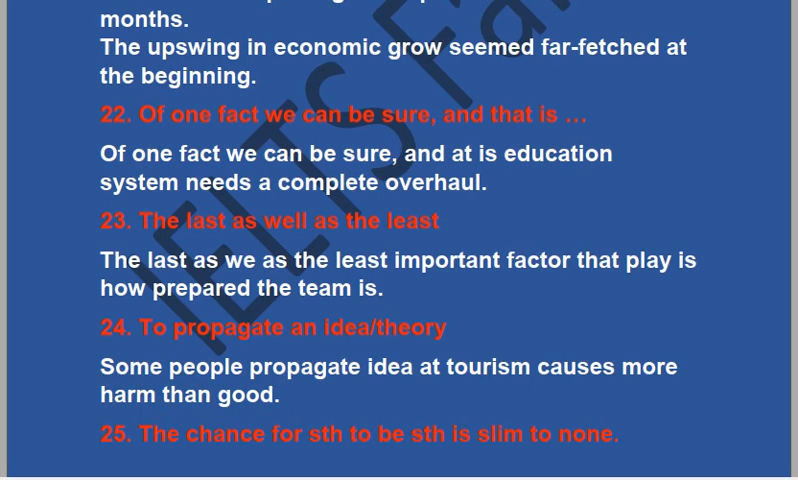 months.
The upswing in economic grow seemed far-fetched at
the beginning.
22. Of one fact we can be sure, and that is …
Of one fact we can be sure, and at is education
system needs a complete overhaul.
23. The last as well as the least
The last as we as the least important factor that play is
how prepared the team is.
24. To propagate an idea/theory
Some people propagate idea at tourism causes more
harm than good.
25. The chance for sth to be sth is slim to none.
IELTS Fa